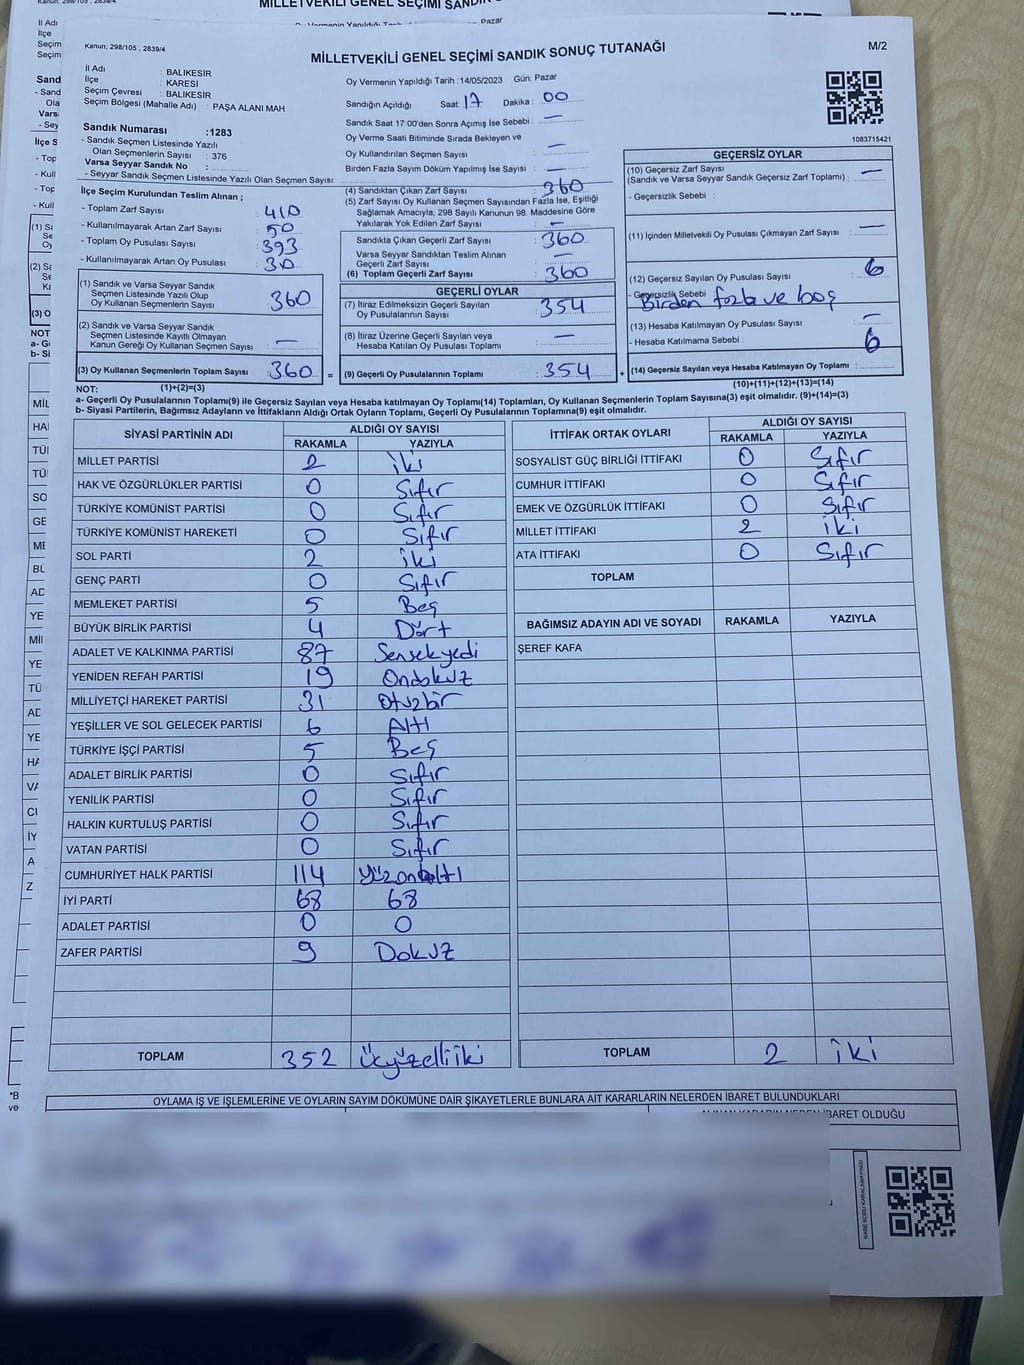 Kanun; 298/105 , 2839/4
MİLLETVEKİLİ GENEL SEÇİMİ SANDIK SONUÇ TUTANAĞI
M/2
İl Adı : BALIKESİR
İlçe : KARESİ
Seçim Çevresi : BALIKESİR
Seçim Bölgesi (Mahalle Adı) : PAŞA ALANI MAH
Sandık Numarası :1283
- Sandık Seçmen Listesinde Yazılı
Olan Seçmenlerin Sayısı : 376
Varsa Seyyar Sandık No :
- Seyyar Sandık Seçmen Listesinde Yazılı Olan Seçmen Sayısı:
Oy Vermenin Yapıldığı Tarih :14/05/2023 Gün: Pazar
Sandığın Açıldığı Saat: 17 Dakika : 00
Sandık Saat 17:00'den Sonra Açımış İse Sebebi : —
Oy Verme Saati Bitiminde Sırada Bekleyen ve
Oy Kullandırılan Seçmen Sayısı : —
Birden Fazla Sayım Döküm Yapılmış İse Sayısı : —
1083715421
İlçe Seçim Kurulundan Teslim Alınan ;
- Toplam Zarf Sayısı : 410
- Kullanılmayarak Artan Zarf Sayısı : 50
- Toplam Oy Pusulası Sayısı : 393
- Kullanılmayarak Artan Oy Pusulası : 30
(1) Sandık ve Varsa Seyyar Sandık
Seçmen Listesinde Yazılı Olup
Oy Kullanan Seçmenlerin Sayısı : 360
(2) Sandık ve Varsa Seyyar Sandık
Seçmen Listesinde Kayıtlı Olmayan
Kanun Gereği Oy Kullanan Seçmen Sayısı : —
(3) Oy Kullanan Seçmenlerin Toplam Sayısı : 360 =
(4) Sandıktan Çıkan Zarf Sayısı : 360
(5) Zarf Sayısı Oy Kullanan Seçmen Sayısından Fazla İse, Eşitliği
Sağlamak Amacıyla, 298 Sayılı Kanunun 98. Maddesine Göre
Yakılarak Yok Edilen Zarf Sayısı : —
Sandıkta Çıkan Geçerli Zarf Sayısı : 360
Varsa Seyyar Sandıktan Teslim Alınan
Geçerli Zarf Sayısı : —
(6) Toplam Geçerli Zarf Sayısı : 360
GEÇERLİ OYLAR
(7) İtiraz Edilmeksizin Geçerli Sayılan
Oy Pusulalarının Sayısı : 354
(8) İtiraz Üzerine Geçerli Sayılan veya
Hesaba Katılan Oy Pusulası Toplamı : —
(9) Geçerli Oy Pusulalarının Toplamı : 354 +
GEÇERSİZ OYLAR
(10) Geçersiz Zarf Sayısı
(Sandık ve Varsa Seyyar Sandık Geçersiz Zarf Toplamı) : —
- Geçersizlik Sebebi :
(11) İçinden Milletvekili Oy Pusulası Çıkmayan Zarf Sayısı : —
(12) Geçersiz Sayılan Oy Pusulası Sayısı : 6
- Geçersizlik Sebebi : Birden fazla ve boş
(13) Hesaba Katılmayan Oy Pusulası Sayısı : —
- Hesaba Katılmama Sebebi : 6
(14) Geçersiz Sayılan veya Hesaba Katılmayan Oy Toplamı :
NOT: (1)+(2)=(3)
(10)+(11)+(12)+(13)=(14)
a- Geçerli Oy Pusulalarının Toplamı(9) ile Geçersiz Sayılan veya Hesaba katılmayan Oy Toplamı(14) Toplamları, Oy Kullanan Seçmenlerin Toplam Sayısına(3) eşit olmalıdır. (9)+(14)=(3)
b- Siyasi Partilerin, Bağımsız Adayların ve İttifakların Aldığı Ortak Oyların Toplamı, Geçerli Oy Pusulalarının Toplamına(9) eşit olmalıdır.
SİYASİ PARTİNİN ADI ALDIĞI OY SAYISI
RAKAMLA YAZIYLA
MİLLET PARTİSİ 2 iki
HAK VE ÖZGÜRLÜKLER PARTİSİ 0 Sıfır
TÜRKİYE KOMÜNİST PARTİSİ 0 Sıfır
TÜRKİYE KOMÜNİST HAREKETİ 0 Sıfır
SOL PARTİ 2 iki
GENÇ PARTİ 0 Sıfır
MEMLEKET PARTİSİ 5 Beş
BÜYÜK BİRLİK PARTİSİ 4 Dört
ADALET VE KALKINMA PARTİSİ 87 Sensekyedi
YENİDEN REFAH PARTİSİ 19 Ondokuz
MİLLİYETÇİ HAREKET PARTİSİ 31 Otuzbir
YEŞİLLER VE SOL GELECEK PARTİSİ 6 Altı
TÜRKİYE İŞÇİ PARTİSİ 5 Beş
ADALET BİRLİK PARTİSİ 0 Sıfır
YENİLİK PARTİSİ 0 Sıfır
HALKIN KURTULUŞ PARTİSİ 0 Sıfır
VATAN PARTİSİ 0 Sıfır
CUMHURİYET HALK PARTİSİ 114
İYİ PARTİ 68 68
ADALET PARTİSİ 0 0
ZAFER PARTİSİ 9 Dokuz
TOPLAM 352 Üçyüzelliiki
İTTİFAK ORTAK OYLARI ALDIĞI OY SAYISI
RAKAMLA YAZIYLA
SOSYALİST GÜÇ BİRLİĞİ İTTİFAKI 0 Sıfır
CUMHUR İTTİFAKI 0 Sıfır
EMEK VE ÖZGÜRLÜK İTTİFAKI 0 Sıfır
MİLLET İTTİFAKI 2 iki
ATA İTTİFAKI 0 Sıfır
TOPLAM
BAĞIMSIZ ADAYIN ADI VE SOYADI RAKAMLA YAZIYLA
ŞEREF KAFA
TOPLAM 2 iki
OYLAMA İŞ VE İŞLEMLERİNE VE OYLARIN SAYIM DÖKÜMÜNE DAİR ŞİKAYETLERLE BUNLARA AİT KARARLARIN NELERDEN İBARET BULUNDUKLARI
İBARET OLDUĞU
KARE KODU KARALAMAYINIZ!